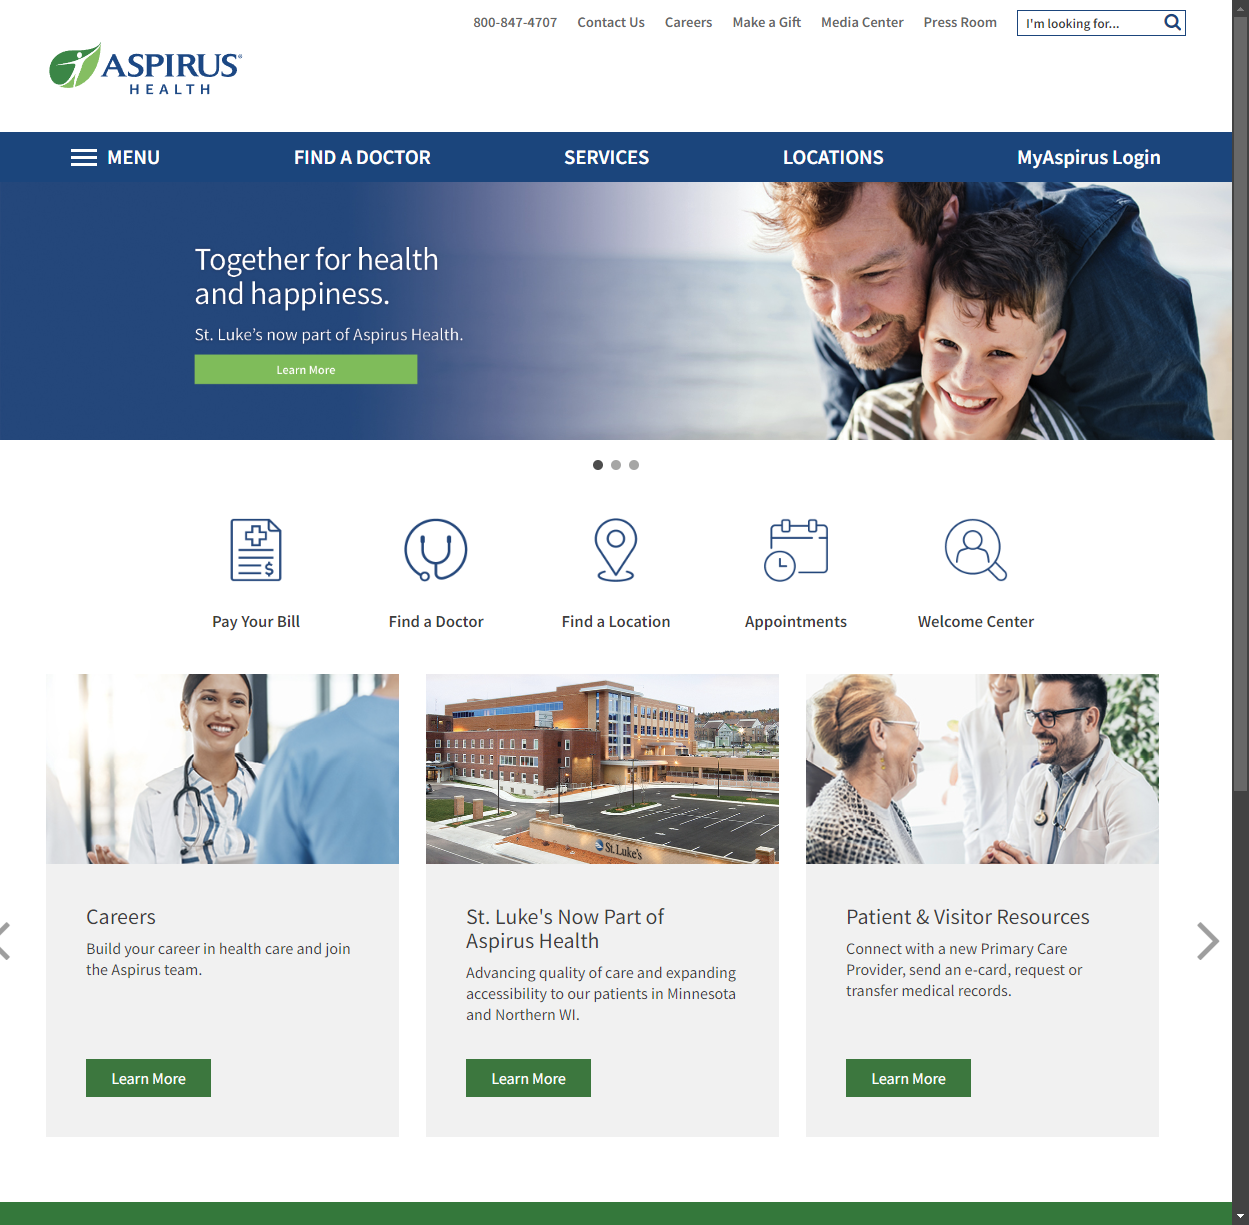 800-847-4707 Contact Us Careers Make a Gift Media Center Press Room I'm looking for...
ASPIRUS®
HEALTH
MENU FIND A DOCTOR SERVICES LOCATIONS MyAspirus Login
Together for health
and happiness.
St. Luke's now part of Aspirus Health.
Learn More
Pay Your Bill Find a Doctor Find a Location Appointments Welcome Center
St. Luke's
Careers
Build your career in health care and join
the Aspirus team.
Learn More
St. Luke's Now Part of
Aspirus Health
Advancing quality of care and expanding
accessibility to our patients in Minnesota
and Northern WI.
Learn More
Patient & Visitor Resources
Connect with a new Primary Care
Provider, send an e-card, request or
transfer medical records.
Learn More